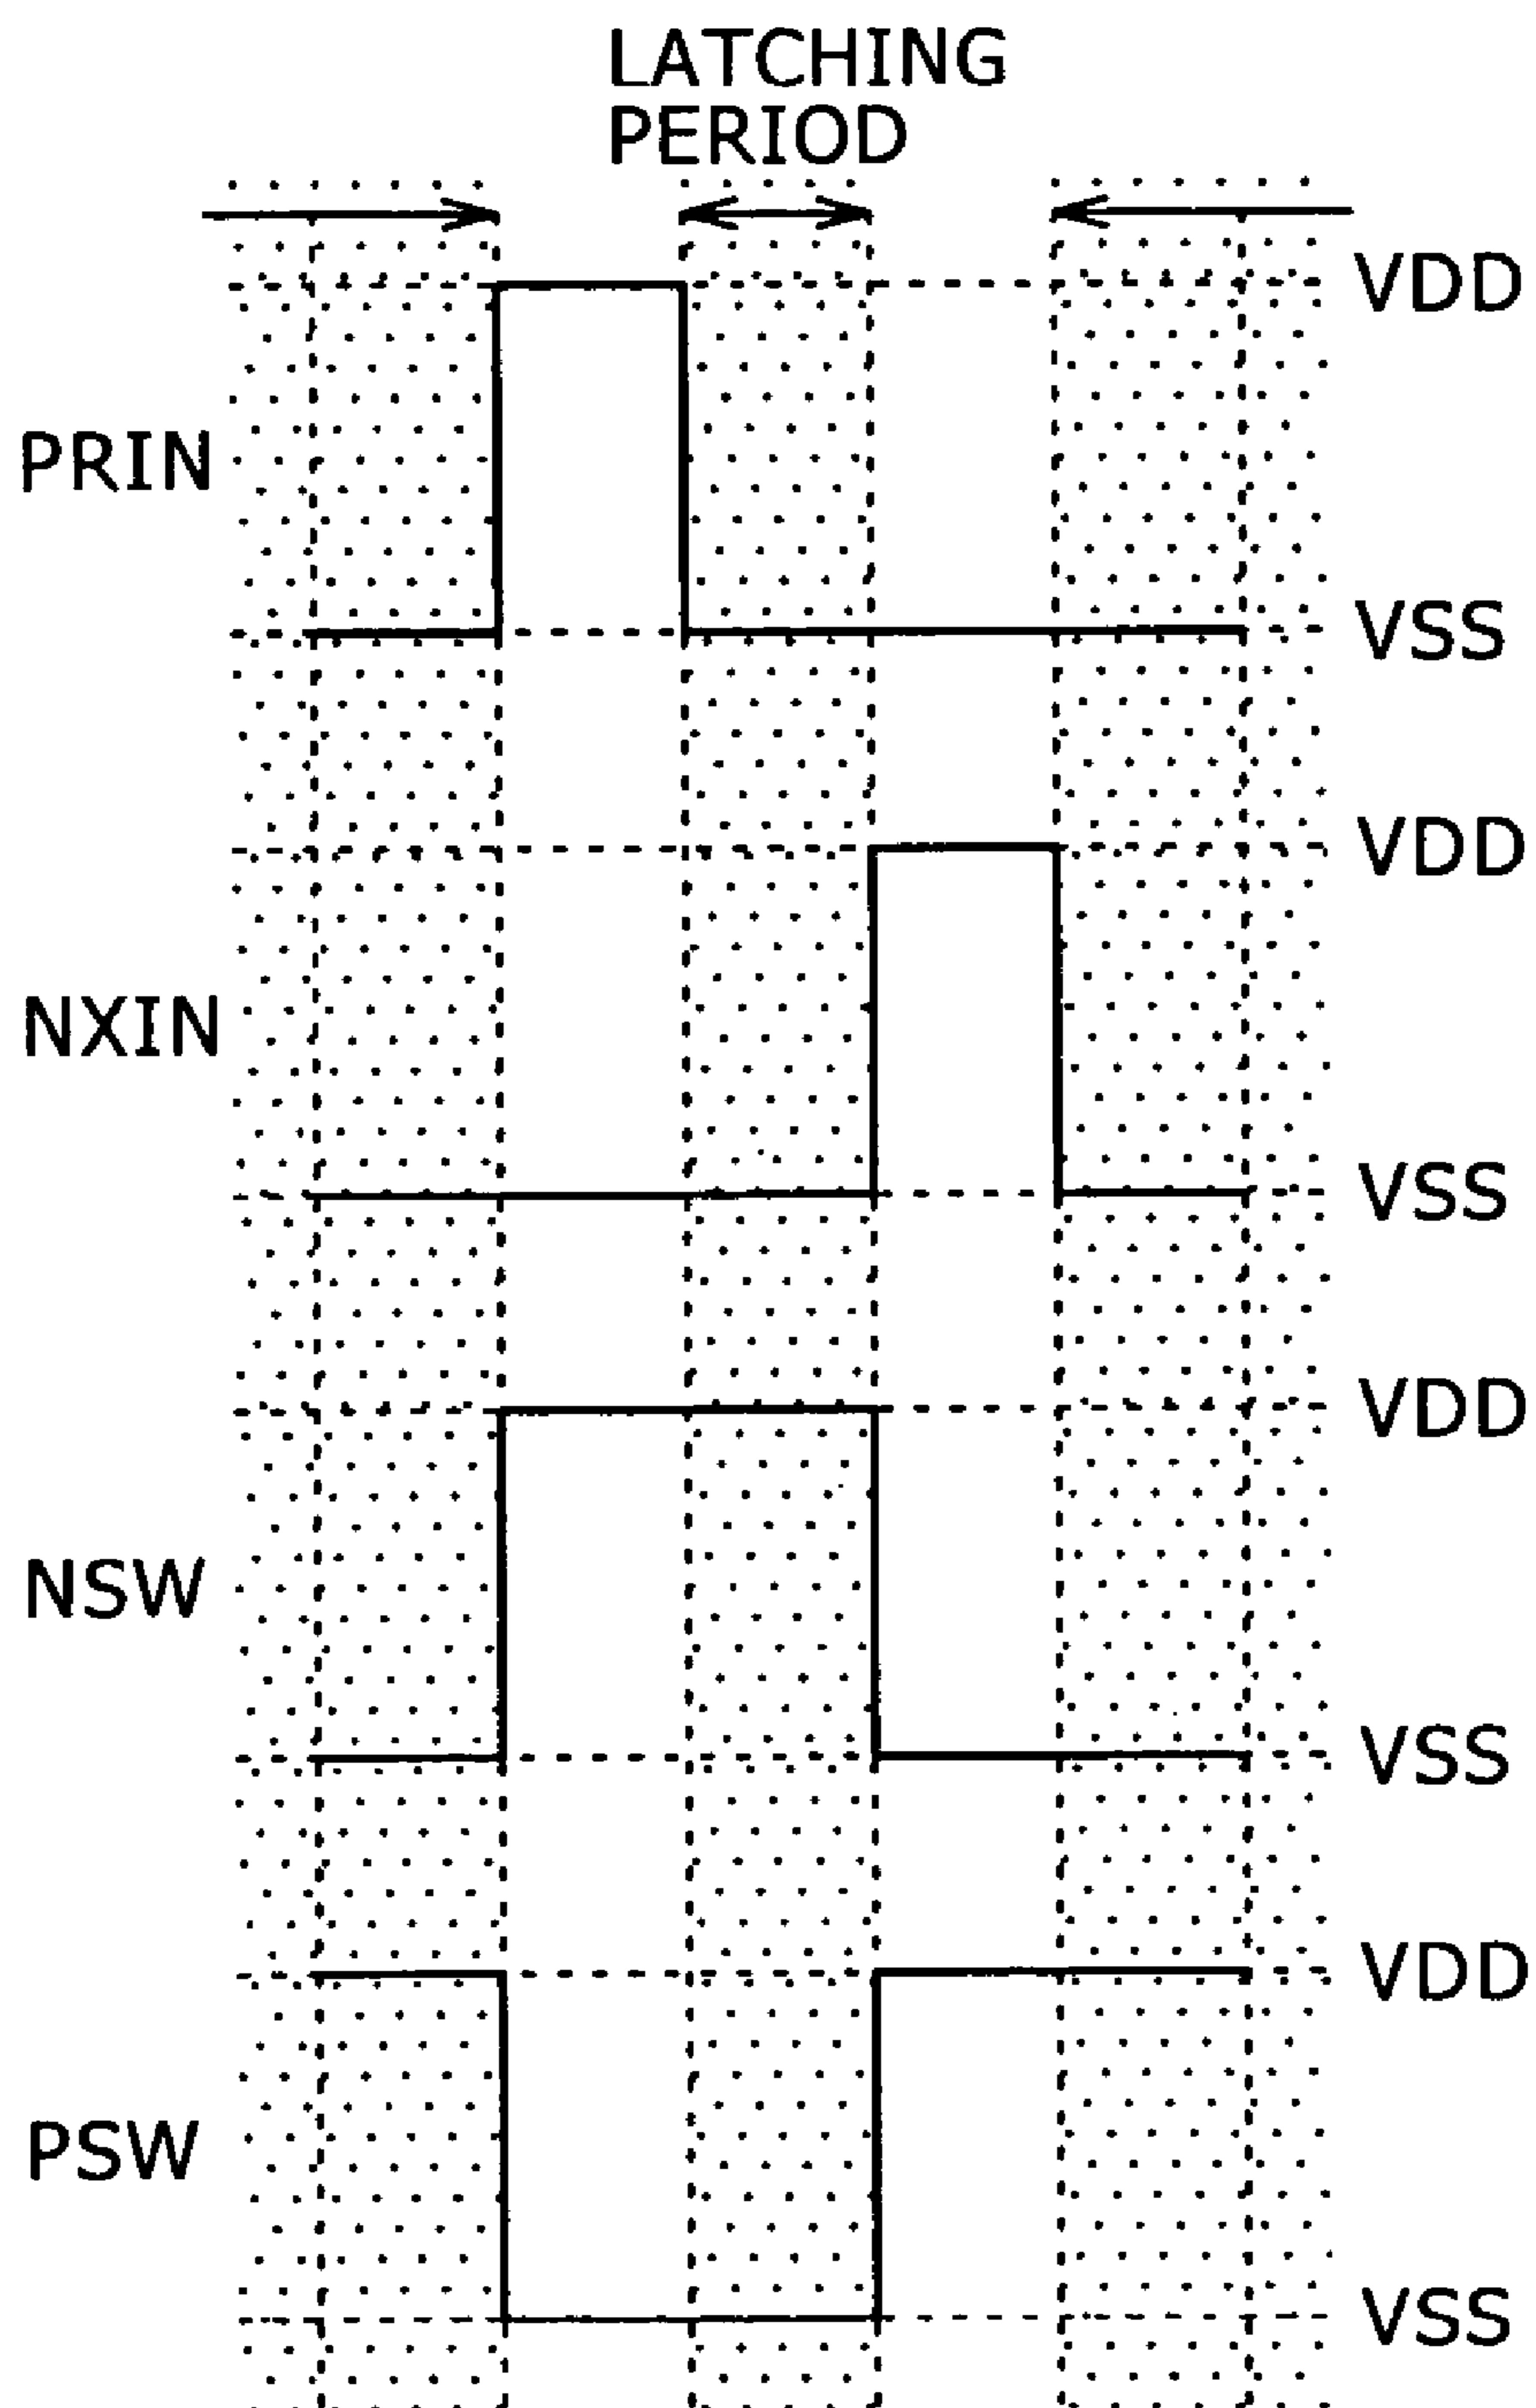 LATCHING
PERIOD
VDD
PRIN
VSS
VDD
NXIN
VSS
VDD
NSW
VSS
VDD
PSW
VSS